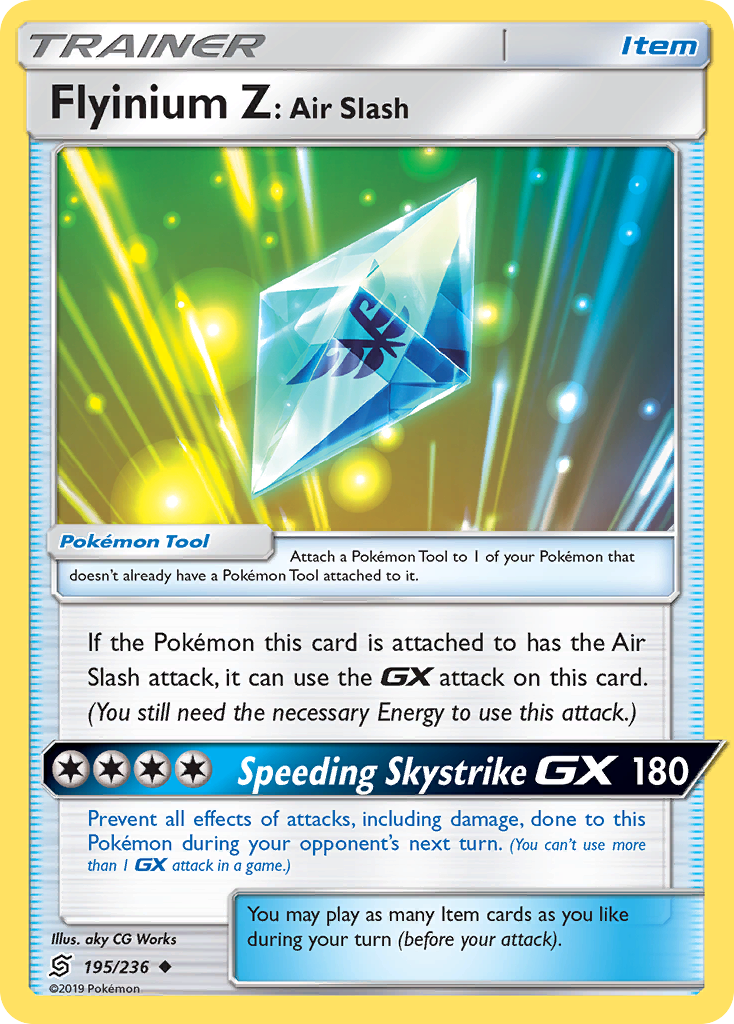 TRAINER
Item
Flyinium Z: Air Slash
Pokémon Tool
Attach a Pokémon Tool to 1 of your Pokémon that
doesn't already have a Pokémon Tool attached to it.
If the Pokémon this card is attached to has the Air
Slash attack, it can use the GX attack on this card.
(You still need the necessary Energy to use this attack.)
Speeding Skystrike GX 180
Prevent all effects of attacks, including damage, done to this
Pokémon during your opponent's next turn. (You can't use more
than 1 GX attack in a game.)
You may play as many Item cards as you like
during your turn (before your attack).
Illus. aky CG Works
195/236
©2019 Pokémon